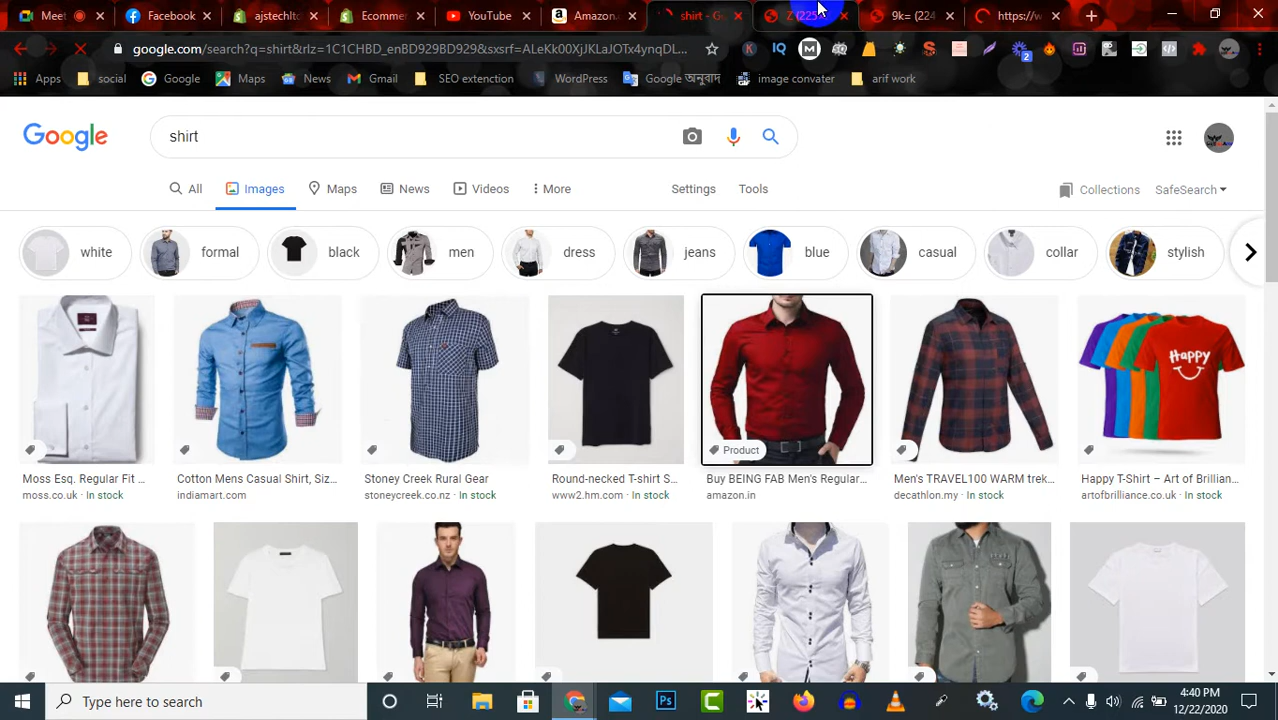 Meet
Facebook
ajstechltd
Ecomme
YouTube
Amazon
shirt - G
Z (225
9k= (224
https://w
google.com/search?q=shirt&rlz=1C1CHBD_enBD929BD929&sxsrf=ALeKk00XjJKLaJOTx4ynqDL...
Apps
social
Google
Maps
News
Gmail
SEO extenction
WordPress
Google অনুবাদ
image convater
arif work
Google
shirt
All
Images
Maps
News
Videos
More
Settings
Tools
Collections
SafeSearch
white
formal
black
men
dress
jeans
blue
casual
collar
stylish
Happy
Product
Moss Esq. Regular Fit ...
moss.co.uk · In stock
Cotton Mens Casual Shirt, Siz...
indiamart.com
Stoney Creek Rural Gear
stoneycreek.co.nz · In stock
Round-necked T-shirt S...
www2.hm.com · In stock
Buy BEING FAB Men's Regular...
amazon.in
Men's TRAVEL100 WARM trek...
decathlon.my · In stock
Happy T-Shirt – Art of Brillian...
artofbrilliance.co.uk · In stock
Type here to search
4:40 PM
12/22/2020